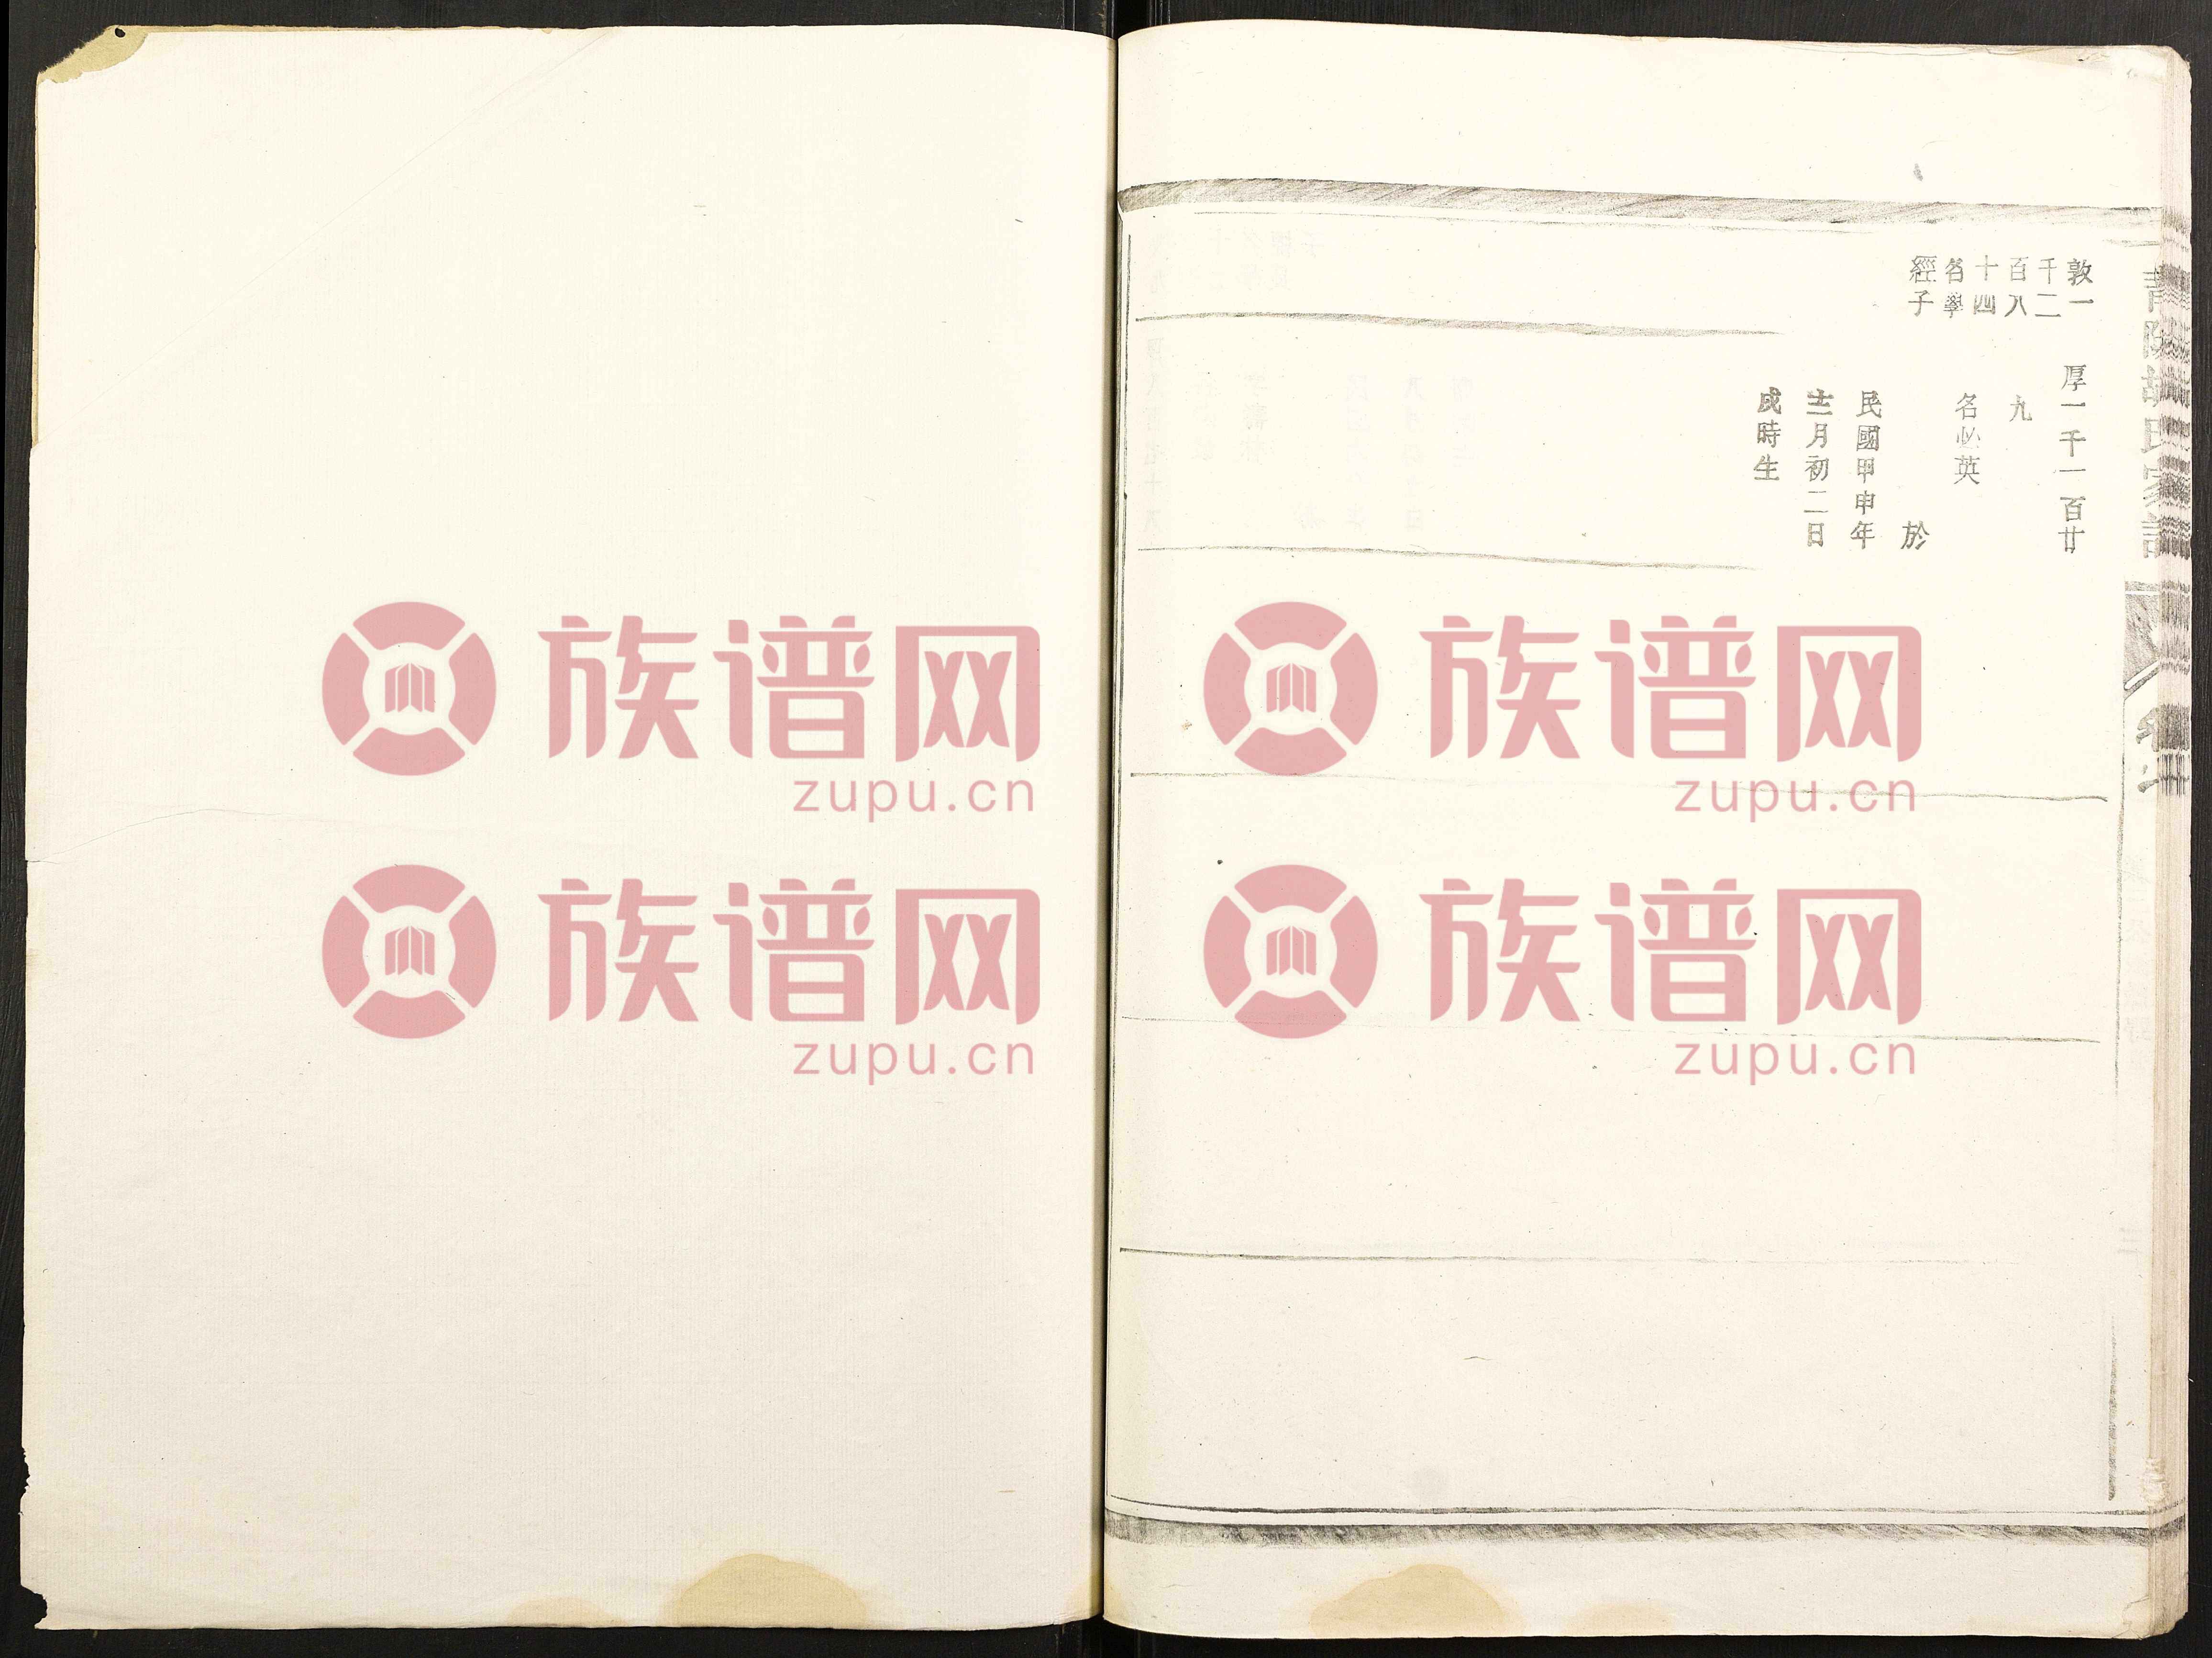 敦一
千二
百八
十四
名學
經子
厚一千一百廿
九
名必英
於
民國甲申年
十二月初二日
戌時生
族谱网
zupu.cn
族谱网
zupu.cn
族谱网
zupu.cn
族谱网
zupu.cn